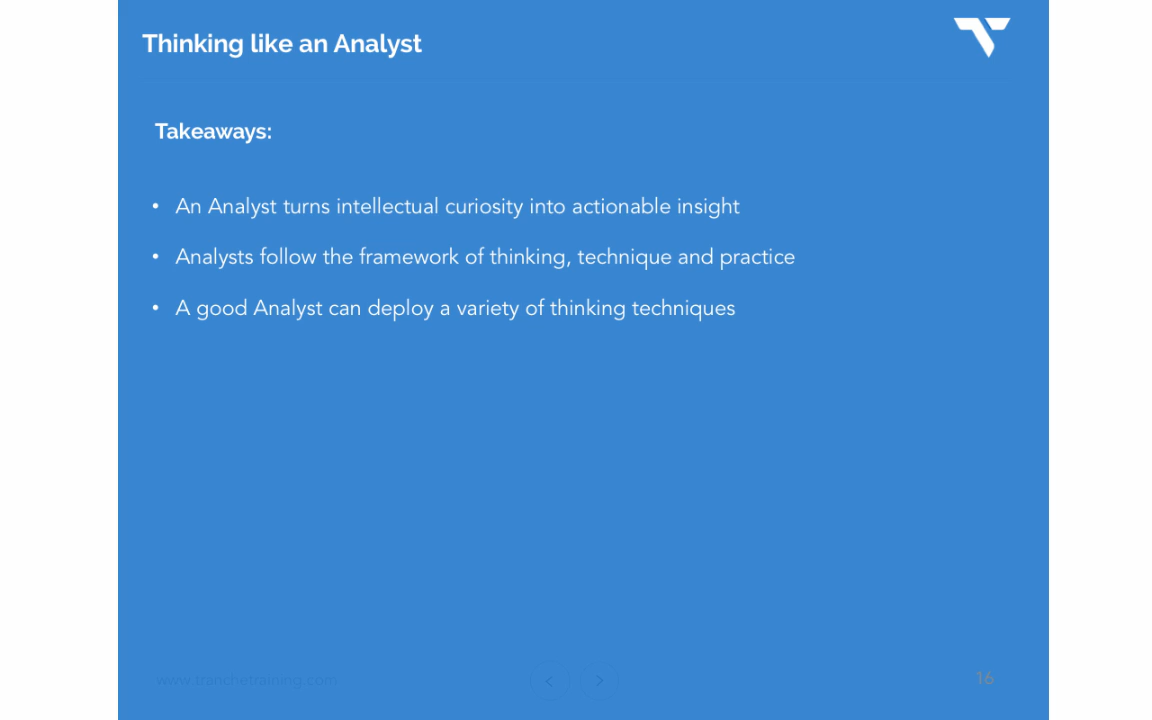 Thinking like an Analyst
Takeaways:
• An Analyst turns intellectual curiosity into actionable insight
• Analysts follow the framework of thinking, technique and practice
• A good Analyst can deploy a variety of thinking techniques
www.tranchetraining.com
16